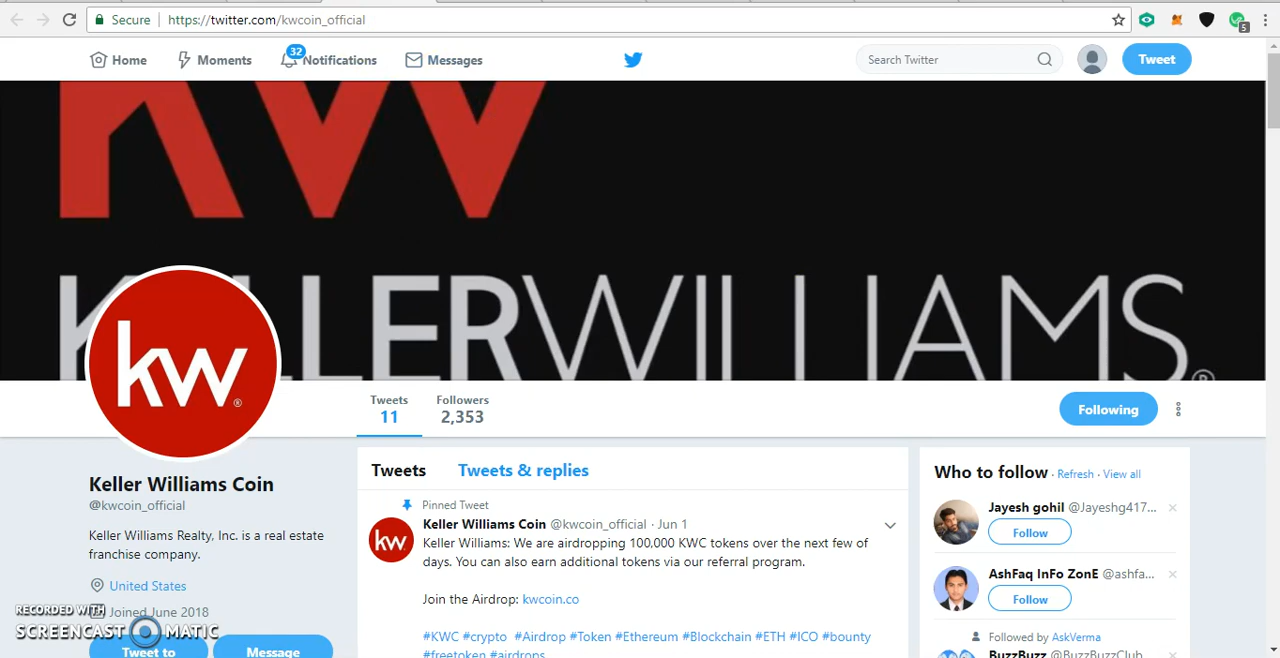 Secure
https://twitter.com/kwcoin_official
5
Home
Moments
32
Notifications
Messages
Search Twitter
Tweet
KW
KELLERWILLIAMS®
kw®
Tweets
11
Followers
2,353
Following
Keller Williams Coin
@kwcoin_official
Keller Williams Realty, Inc. is a real estate
franchise company.
United States
Joined June 2018
Tweet to
Message
Tweets
Tweets & replies
Pinned Tweet
kw
Keller Williams Coin @kwcoin_official · Jun 1
Keller Williams: We are airdropping 100,000 KWC tokens over the next few of
days. You can also earn additional tokens via our referral program.
Join the Airdrop: kwcoin.co
#KWC #crypto #Airdrop #Token #Ethereum #Blockchain #ETH #ICO #bounty
#freetoken #airdrops
Who to follow · Refresh · View all
Jayesh gohil @Jayeshg417...
Follow
AshFaq InFo ZonE @ashfa...
Follow
Followed by AskVerma
BuzzBuzz @BuzzBuzzClub
RECORDED WITH
SCREENCAST MATIC